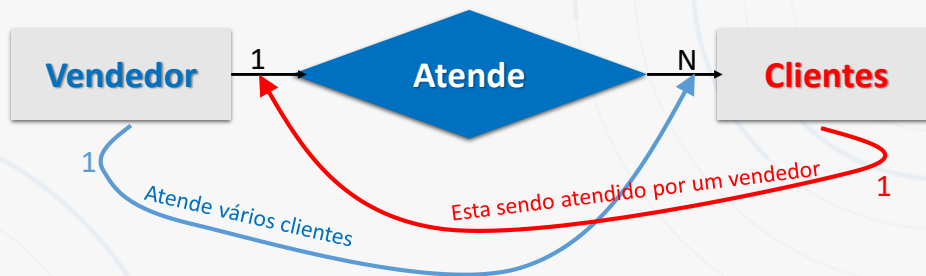 Vendedor
1
Atende
N
Clientes
1
Atende vários clientes
Esta sendo atendido por um vendedor
1